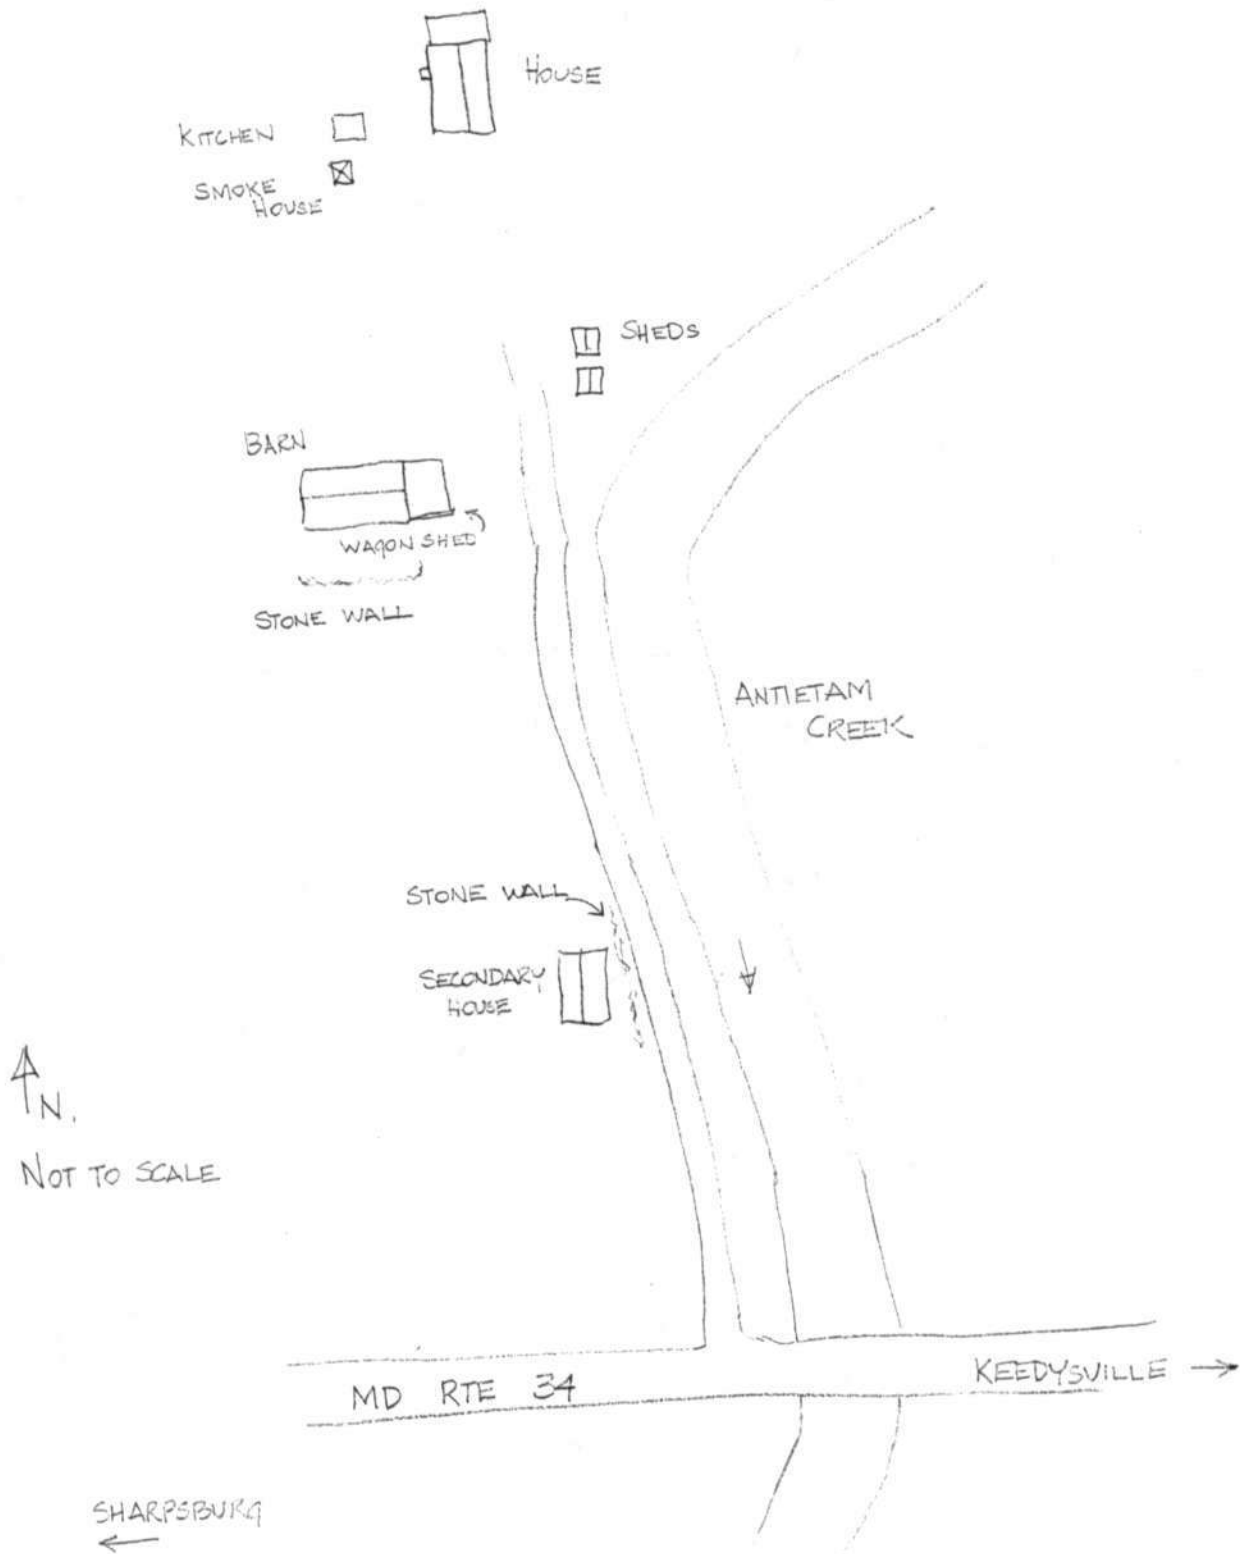 HOUSE
KITCHEN
SMOKE
HOUSE
SHEDS
BARN
WAGON SHED
STONE WALL
ANTIETAM
CREEK
STONE WALL
SECONDARY
HOUSE
N.
NOT TO SCALE
MD RTE 34
KEEDYSVILLE
SHARPSBURG